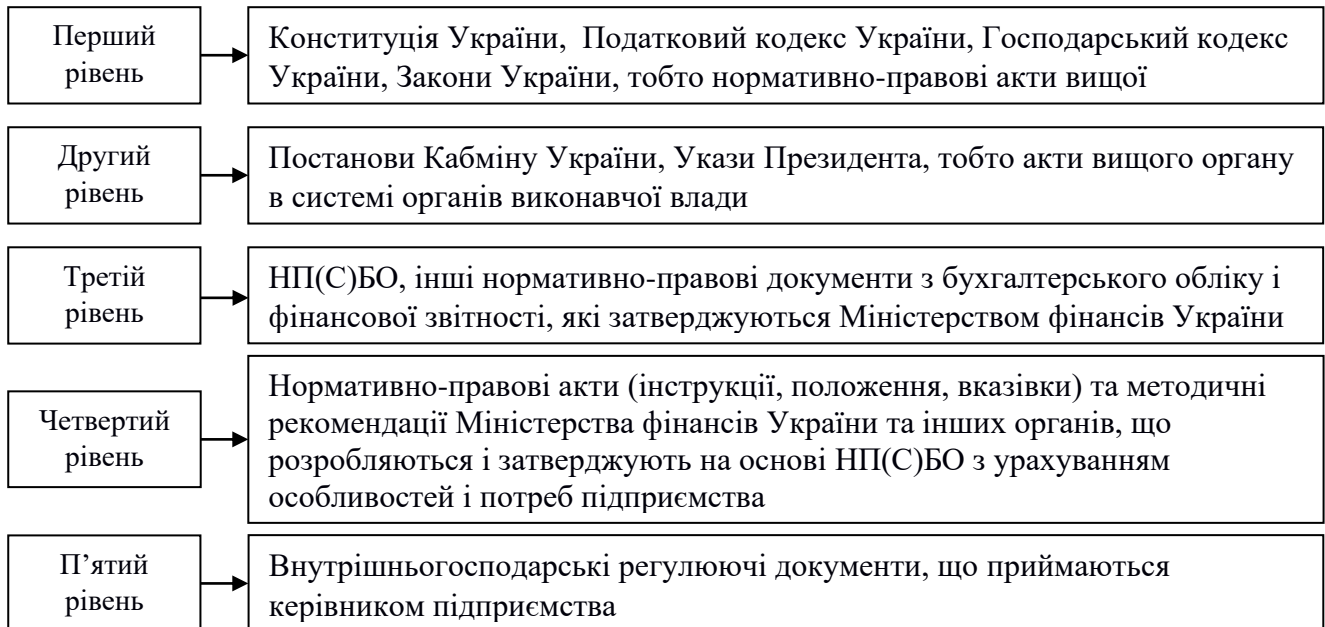 Перший
рівень
Конституція України, Податковий кодекс України, Господарський кодекс
України, Закони України, тобто нормативно-правові акти вищої
Другий
рівень
Постанови Кабміну України, Укази Президента, тобто акти вищого органу
в системі органів виконавчої влади
Третій
рівень
НП(С)БО, інші нормативно-правові документи з бухгалтерського обліку і
фінансової звітності, які затверджуються Міністерством фінансів України
Четвертий
рівень
Нормативно-правові акти (інструкції, положення, вказівки) та методичні
рекомендації Міністерства фінансів України та інших органів, що
розробляються і затверджують на основі НП(С)БО з урахуванням
особливостей і потреб підприємства
П’ятий
рівень
Внутрішньогосподарські регулюючі документи, що приймаються
керівником підприємства